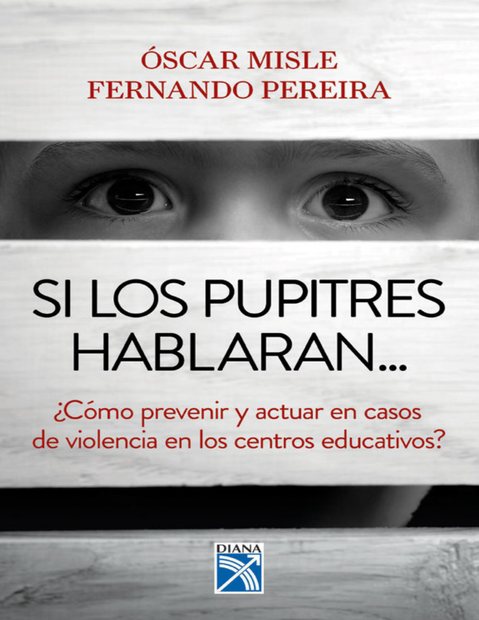 ÓSCAR MISLE
FERNANDO PEREIRA
SI LOS PUPITRES
HABLARAN...
¿Cómo prevenir y actuar en casos
de violencia en los centros educativos?
DIANA